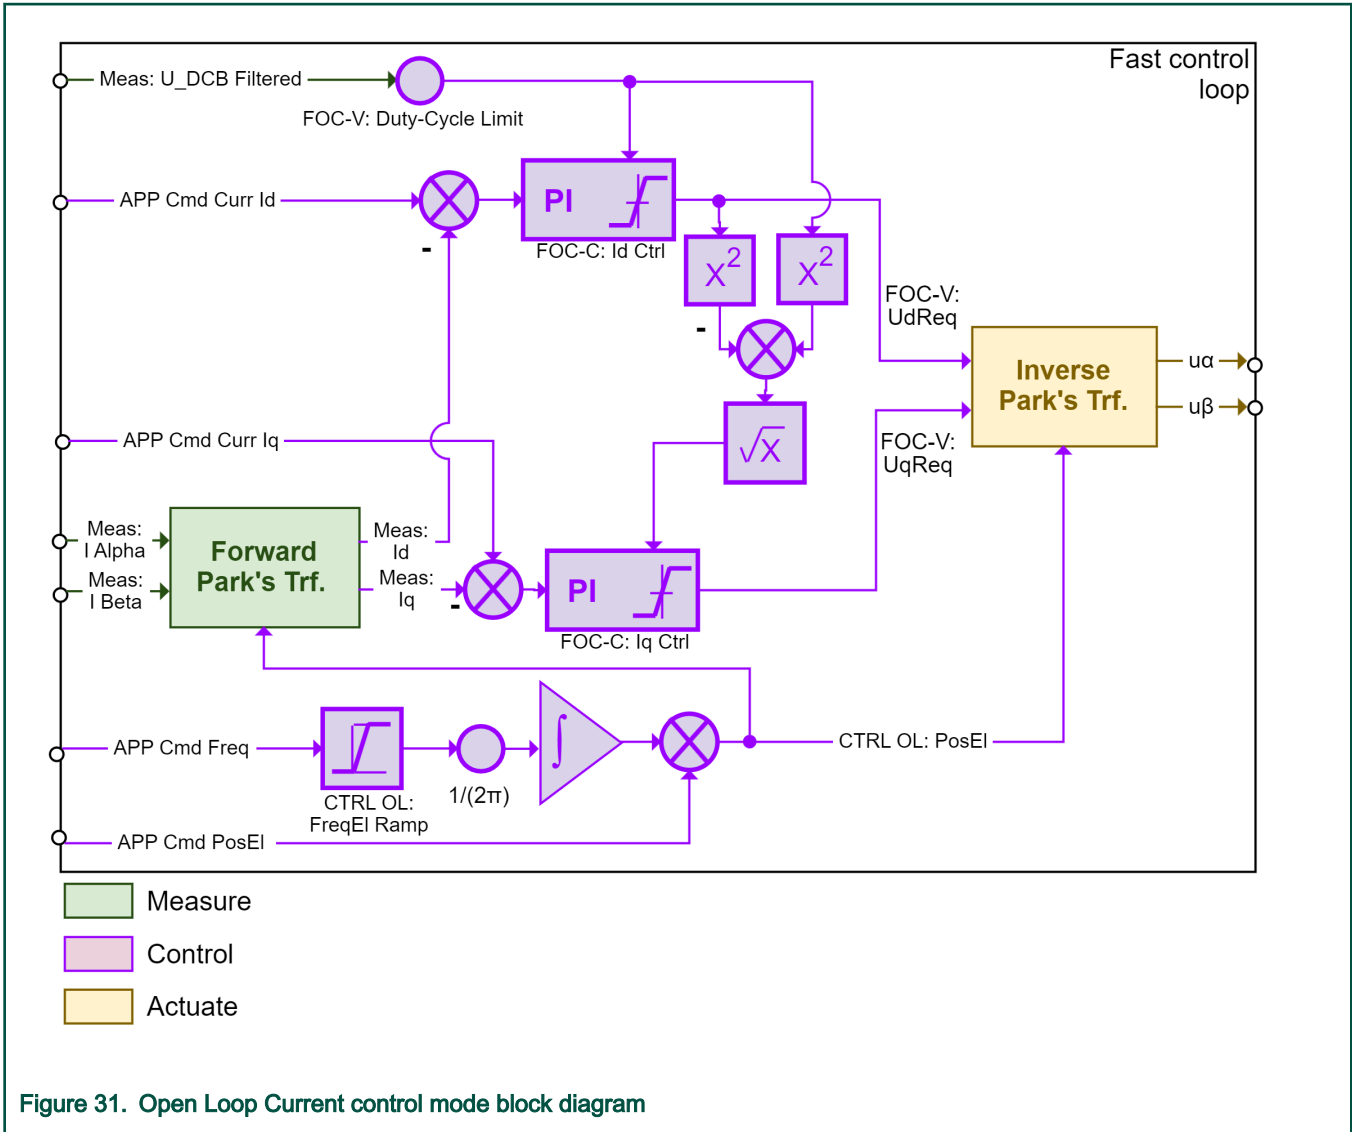 Fast control
loop
Meas: U_DCB Filtered
FOC-V: Duty-Cycle Limit
APP Cmd Curr Id
-
PI
FOC-C: Id Ctrl
X²
X²
-
FOC-V:
UdReq
Inverse
Park's Trf.
uα
uβ
√X
APP Cmd Curr Iq
FOC-V:
UqReq
Meas:
I Alpha
Meas:
I Beta
Forward
Park's Trf.
Meas:
Id
Meas:
Iq
-
PI
FOC-C: Iq Ctrl
APP Cmd Freq
CTRL OL:
FreqEl Ramp
1/(2π)
∫
CTRL OL: PosEl
APP Cmd PosEl
Measure
Control
Actuate
Figure 31. Open Loop Current control mode block diagram